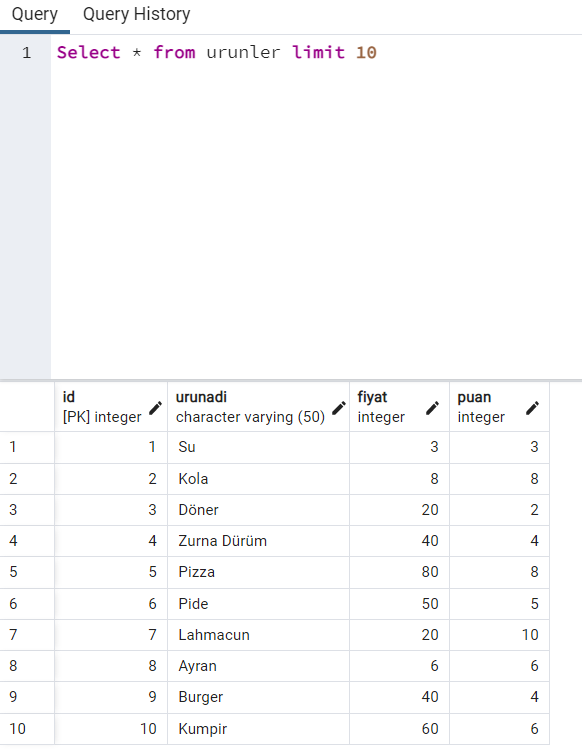 Query Query History
1 Select * from urunler limit 10
id urunadi fiyat puan
[PK] integer character varying (50) integer integer
1 1 Su 3 3
2 2 Kola 8 8
3 3 Döner 20 2
4 4 Zurna Dürüm 40 4
5 5 Pizza 80 8
6 6 Pide 50 5
7 7 Lahmacun 20 10
8 8 Ayran 6 6
9 9 Burger 40 4
10 10 Kumpir 60 6